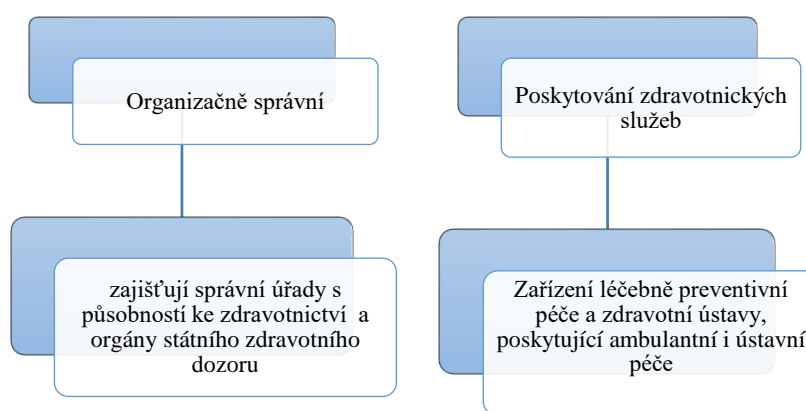 Organizačně správní
Poskytování zdravotnických
služeb
zajišťují správní úřady s
působností ke zdravotnictví a
orgány státního zdravotního
dozoru
Zařízení léčebně preventivní
péče a zdravotní ústavy,
poskytující ambulantní i ústavní
péče